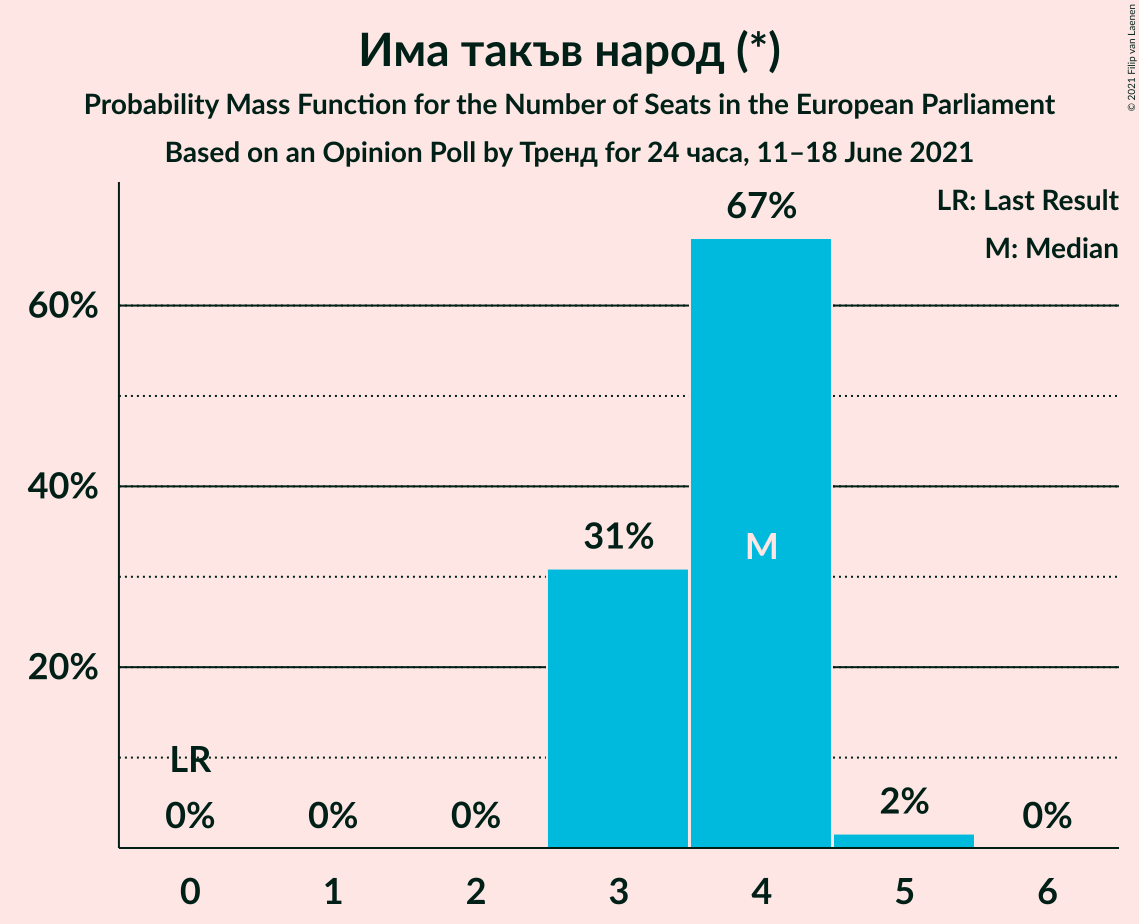 Има такъв народ (*)
Probability Mass Function for the Number of Seats in the European Parliament
Based on an Opinion Poll by Тренд for 24 часа, 11–18 June 2021
© 2021 Filip van Laenen
LR: Last Result
M: Median
67%
60%
40%
31%
M
20%
LR
0%
0%
0%
2%
0%
0
1
2
3
4
5
6